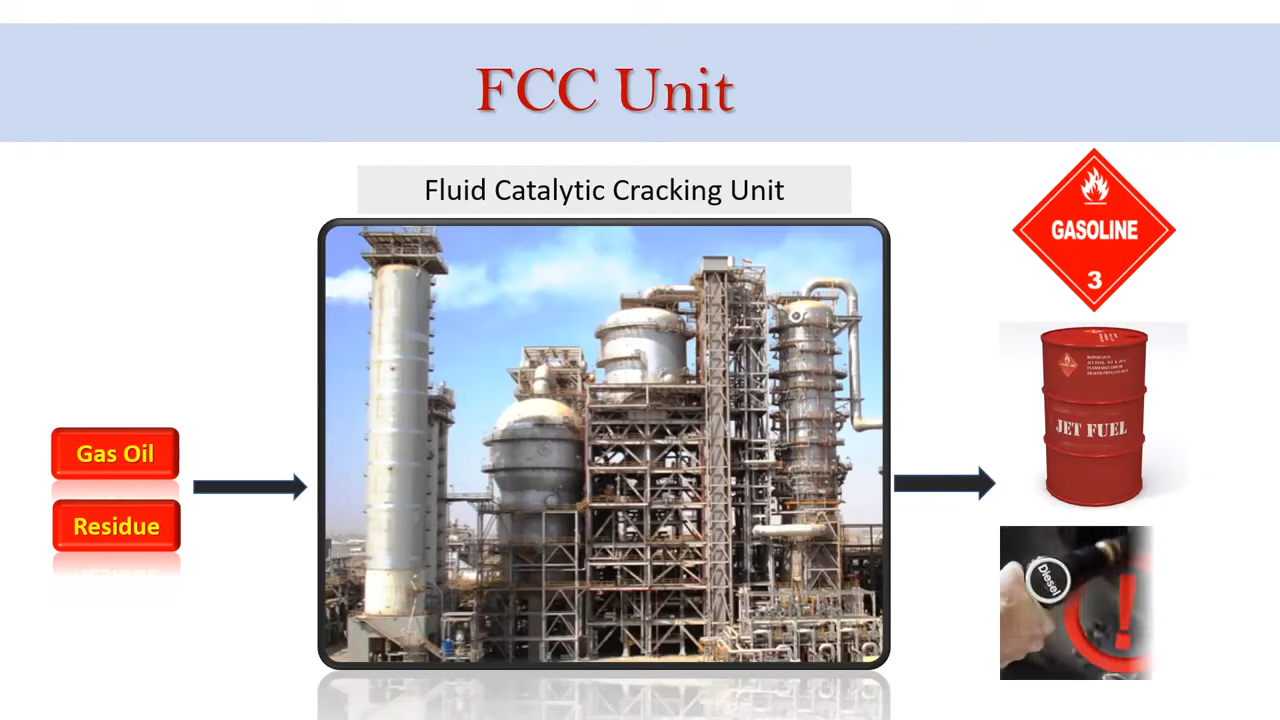 FCC Unit
Fluid Catalytic Cracking Unit
GASOLINE
3
Gas Oil
Residue
JET FUEL
Diesel